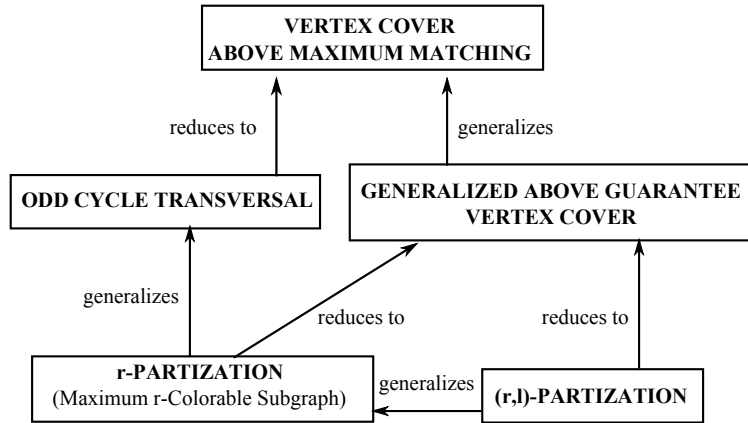 VERTEX COVER
ABOVE MAXIMUM MATCHING
reduces to
generalizes
ODD CYCLE TRANSVERSAL
GENERALIZED ABOVE GUARANTEE
VERTEX COVER
generalizes
reduces to
reduces to
r-PARTIZATION
(Maximum r-Colorable Subgraph)
generalizes
(r,l)-PARTIZATION